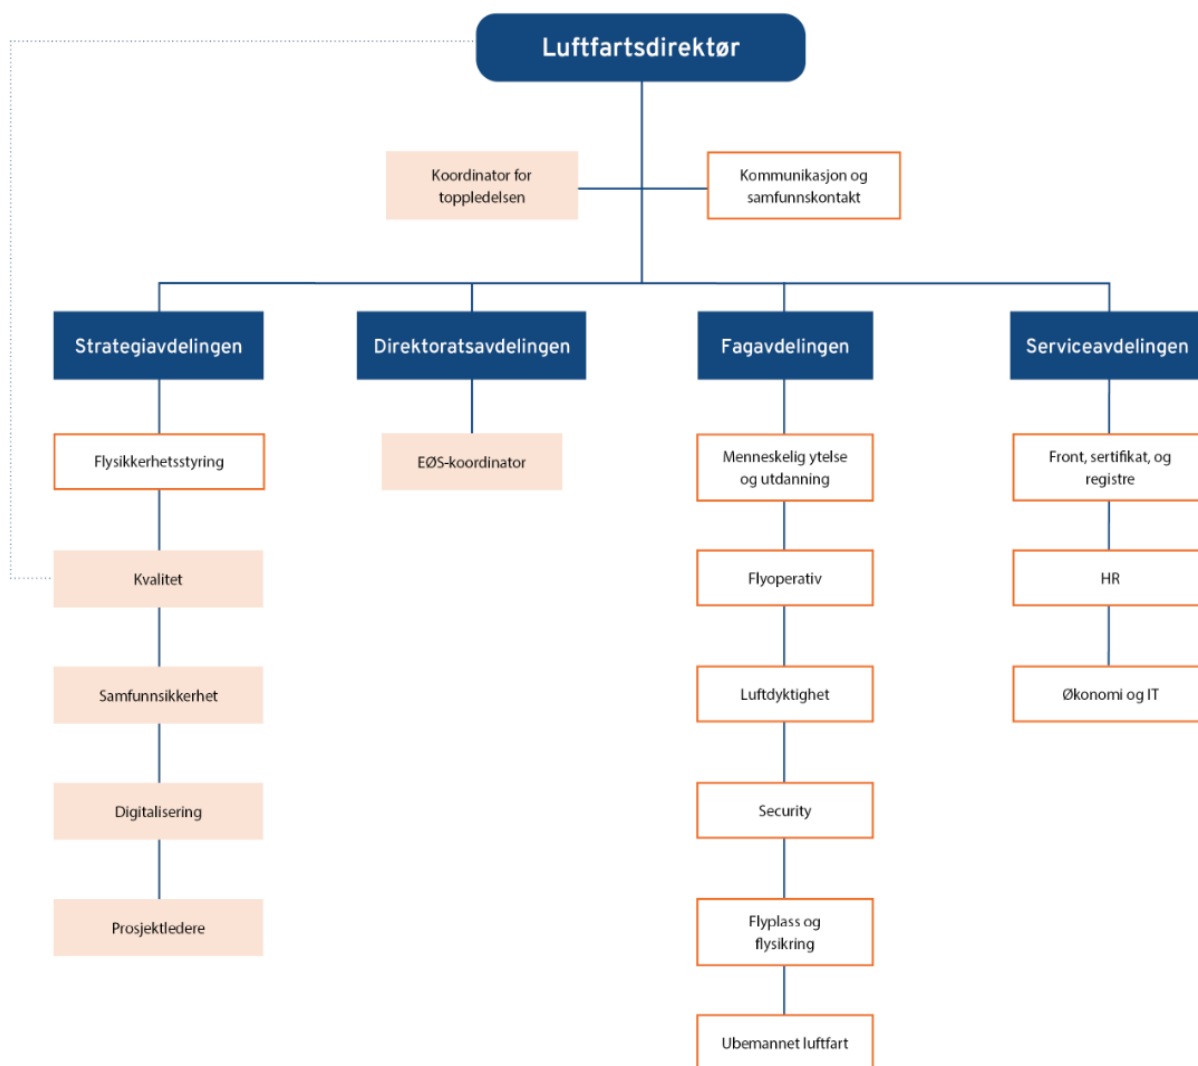 Luftfartsdirektør
Koordinator for
toppledelsen
Kommunikasjon og
samfunnskontakt
Strategiavdelingen
Direktoratsavdelingen
Fagavdelingen
Serviceavdelingen
Flysikkerhetsstyring
EØS-koordinator
Menneskelig ytelse
og utdanning
Front, sertifikat, og
registre
Kvalitet
Flyoperativ
HR
Samfunnsikkerhet
Luftdyktighet
Økonomi og IT
Digitalisering
Security
Prosjektledere
Flyplass og
flysikring
Ubemannet luftfart